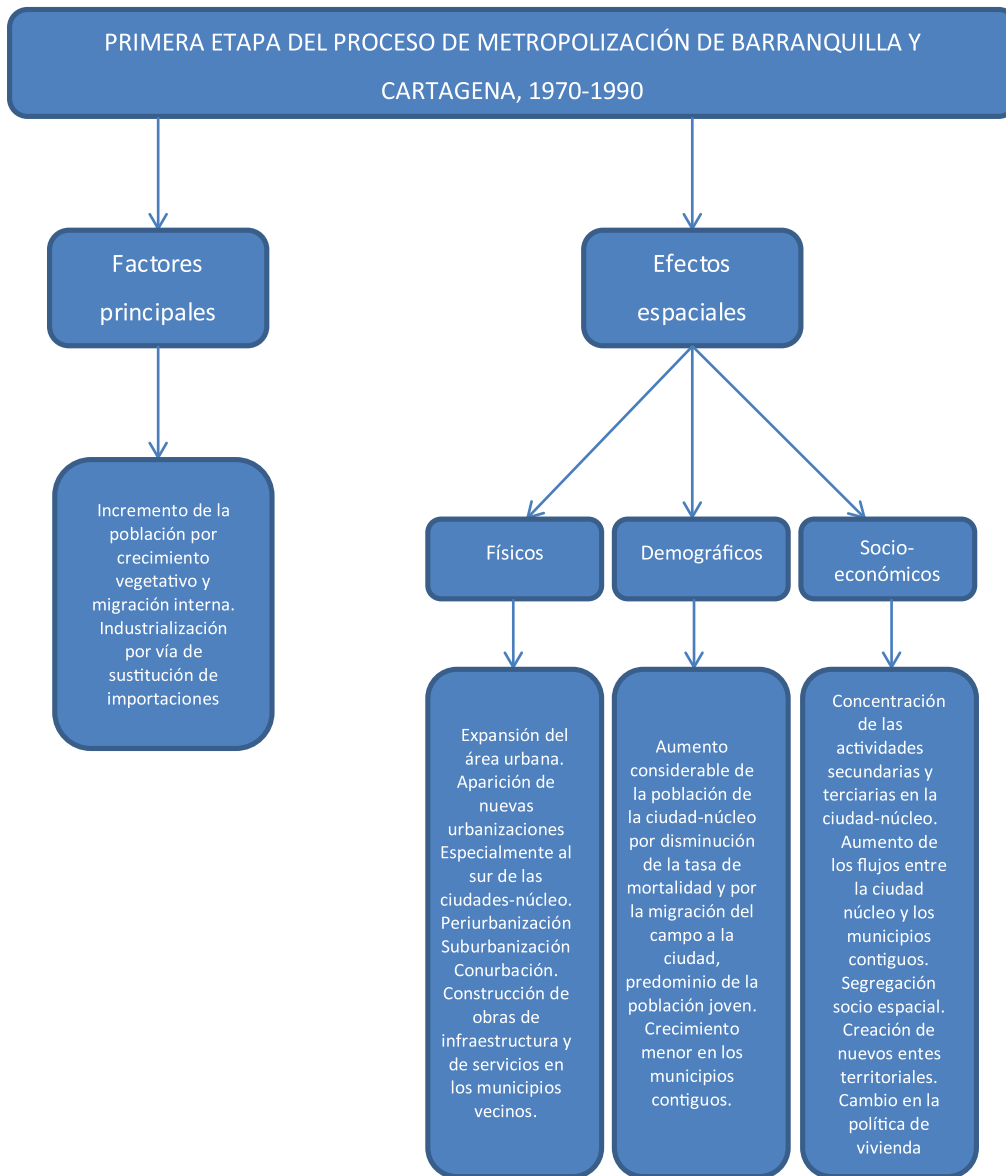 PRIMERA ETAPA DEL PROCESO DE METROPOLIZACIÓN DE BARRANQUILLA Y
CARTAGENA, 1970-1990
Factores
principales
Efectos
espaciales
Incremento de la
población por
crecimiento
vegetativo y
migración interna.
Industrialización
por vía de
sustitución de
importaciones
Físicos
Demográficos
Socio-
económicos
Expansión del
área urbana.
Aparición de
nuevas
urbanizaciones
Especialmente al
sur de las
ciudades-núcleo.
Periurbanización
Suburbanización
Conurbación.
Construcción de
obras de
infraestructura y
de servicios en
los municipios
vecinos.
Aumento
considerable de
la población de
la ciudad-núcleo
por disminución
de la tasa de
mortalidad y por
la migración del
campo a la
ciudad,
predominio de la
población joven.
Crecimiento
menor en los
municipios
contiguos.
Concentración
de las
actividades
secundarias y
terciarias en la
ciudad-núcleo.
Aumento de
los flujos entre
la ciudad
núcleo y los
municipios
contiguos.
Segregación
socio espacial.
Creación de
nuevos entes
territoriales.
Cambio en la
política de
vivienda